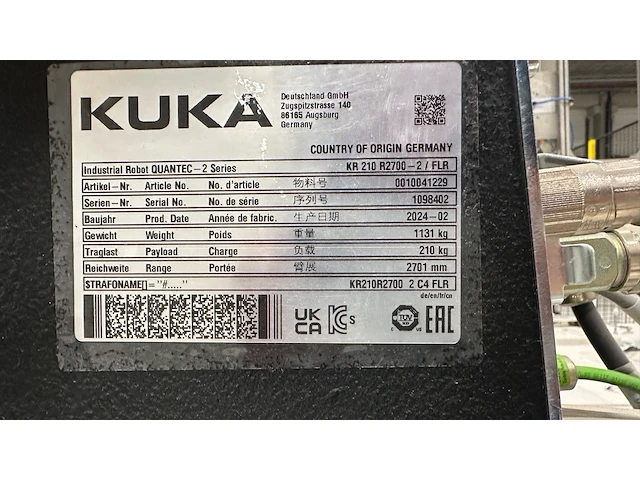 KUKA
Deutschland GmbH
Zugspitzstrasse 140
86165 Augsburg
Germany
COUNTRY OF ORIGIN GERMANY
Industrial Robot QUANTEC-2 Series KR 210 R2700-2 / FLR
Artikel-Nr. Article No. No. d'article 物料号 0010041229
Serien-Nr. Serial No. No. de série 序列号 1098402
Baujahr Prod. Date Année de fabric. 生产日期 2024-02
Gewicht Weight Poids 重量 1131 kg
Traglast Payload Charge 负载 210 kg
Reichweite Range Portée 臂展 2701 mm
$TRAFONAME[]="#....." KR210R2700_2 C4 FLR
de/en/fr/cn
UK CA KCs C TÜV US EAC